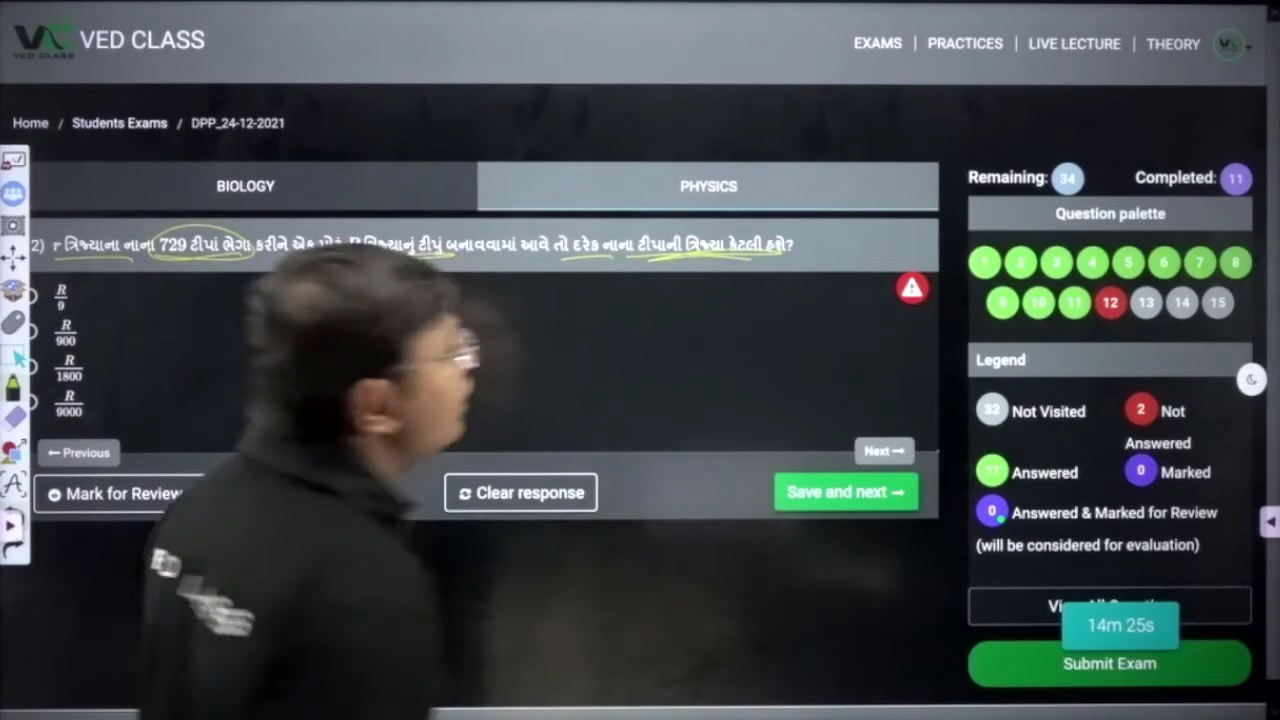 VED CLASS
VED CLASS
EXAMS | PRACTICES | LIVE LECTURE | THEORY
Home / Students Exams / DPP_24-12-2021
BIOLOGY
PHYSICS
2) r ત્રિજ્યાના નાના 729 ટીપાં ભેગા કરીને એક ત્રિજ્યાનું ટીપું બનાવવામાં આવે તો દરેક નાના ટીપાની ત્રિજ્યા કેટલી હશે?
R/9
R/900
R/1800
R/9000
← Previous
Next →
Mark for Review
Clear response
Save and next →
Remaining: 34
Completed: 11
Question palette
1 2 3 4 5 6 7 8
9 10 11 12 13 14 15
Legend
32 Not Visited
2 Not Answered
11 Answered
0 Marked
0 Answered & Marked for Review
(will be considered for evaluation)
14m 25s
Submit Exam